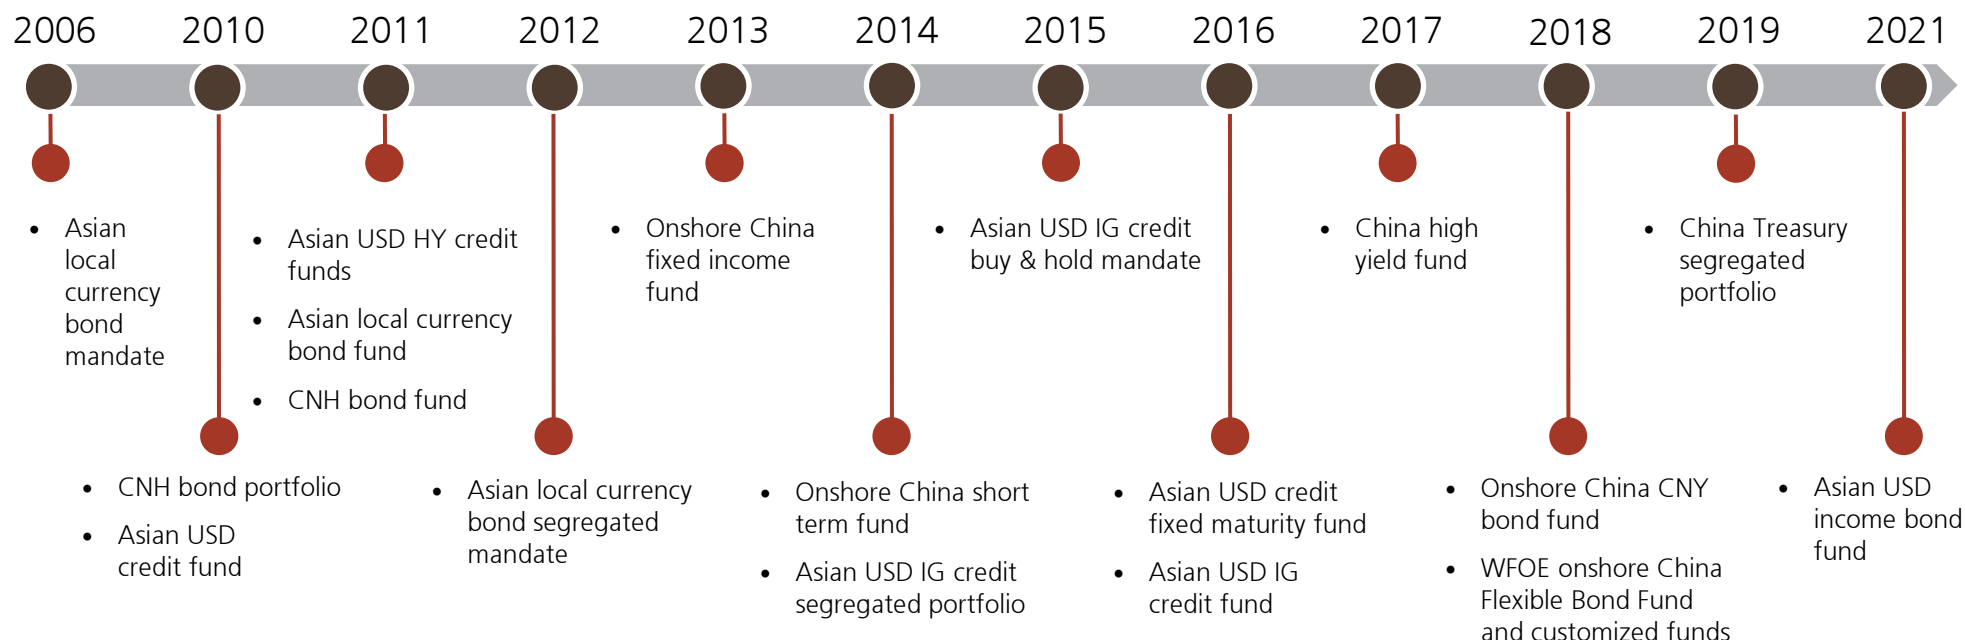 2006 2010 2011 2012 2013 2014 2015 2016 2017 2018 2019 2021
• Asian
local
currency
bond
mandate
• CNH bond portfolio
• Asian USD
credit fund
• Asian USD HY credit
funds
• Asian local currency
bond fund
• CNH bond fund
• Asian local currency
bond segregated
mandate
• Onshore China
fixed income
fund
• Onshore China short
term fund
• Asian USD IG credit
segregated portfolio
• Asian USD IG credit
buy & hold mandate
• Asian USD credit
fixed maturity fund
• Asian USD IG
credit fund
• China high
yield fund
• Onshore China CNY
bond fund
• WFOE onshore China
Flexible Bond Fund
and customized funds
• China Treasury
segregated
portfolio
• Asian USD
income bond
fund